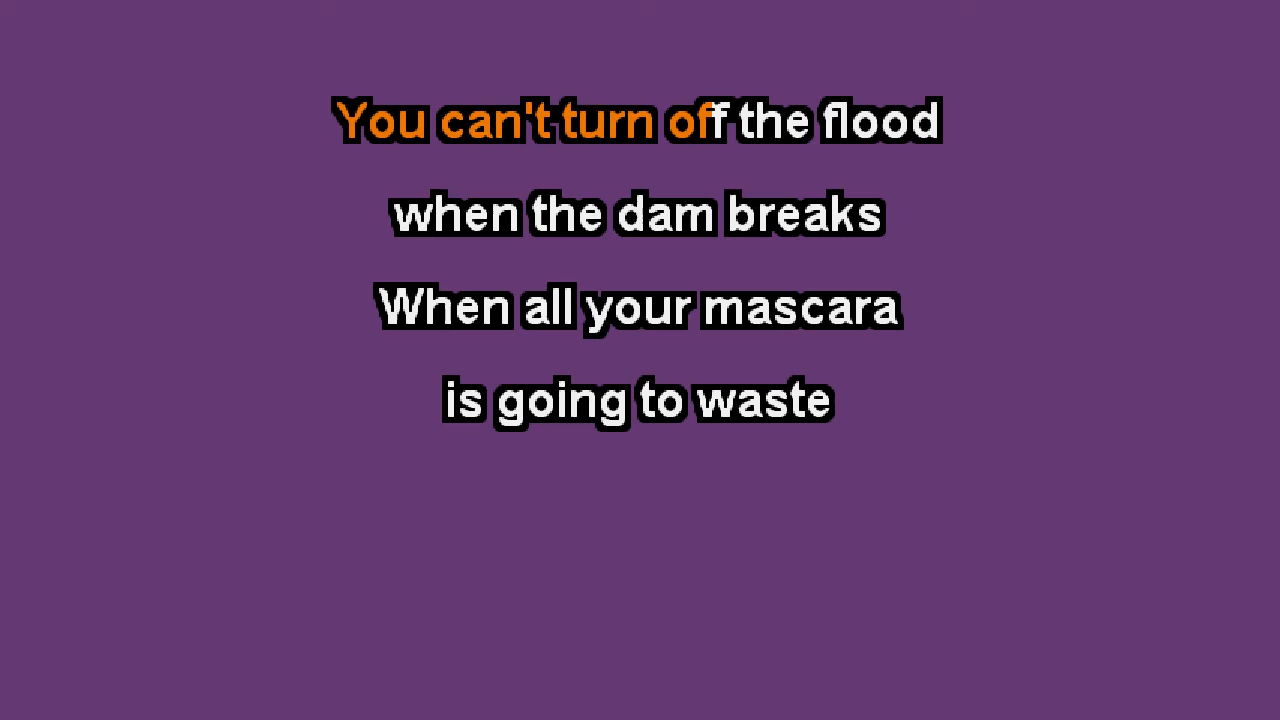 You can't turn off the flood
when the dam breaks
When all your mascara
is going to waste